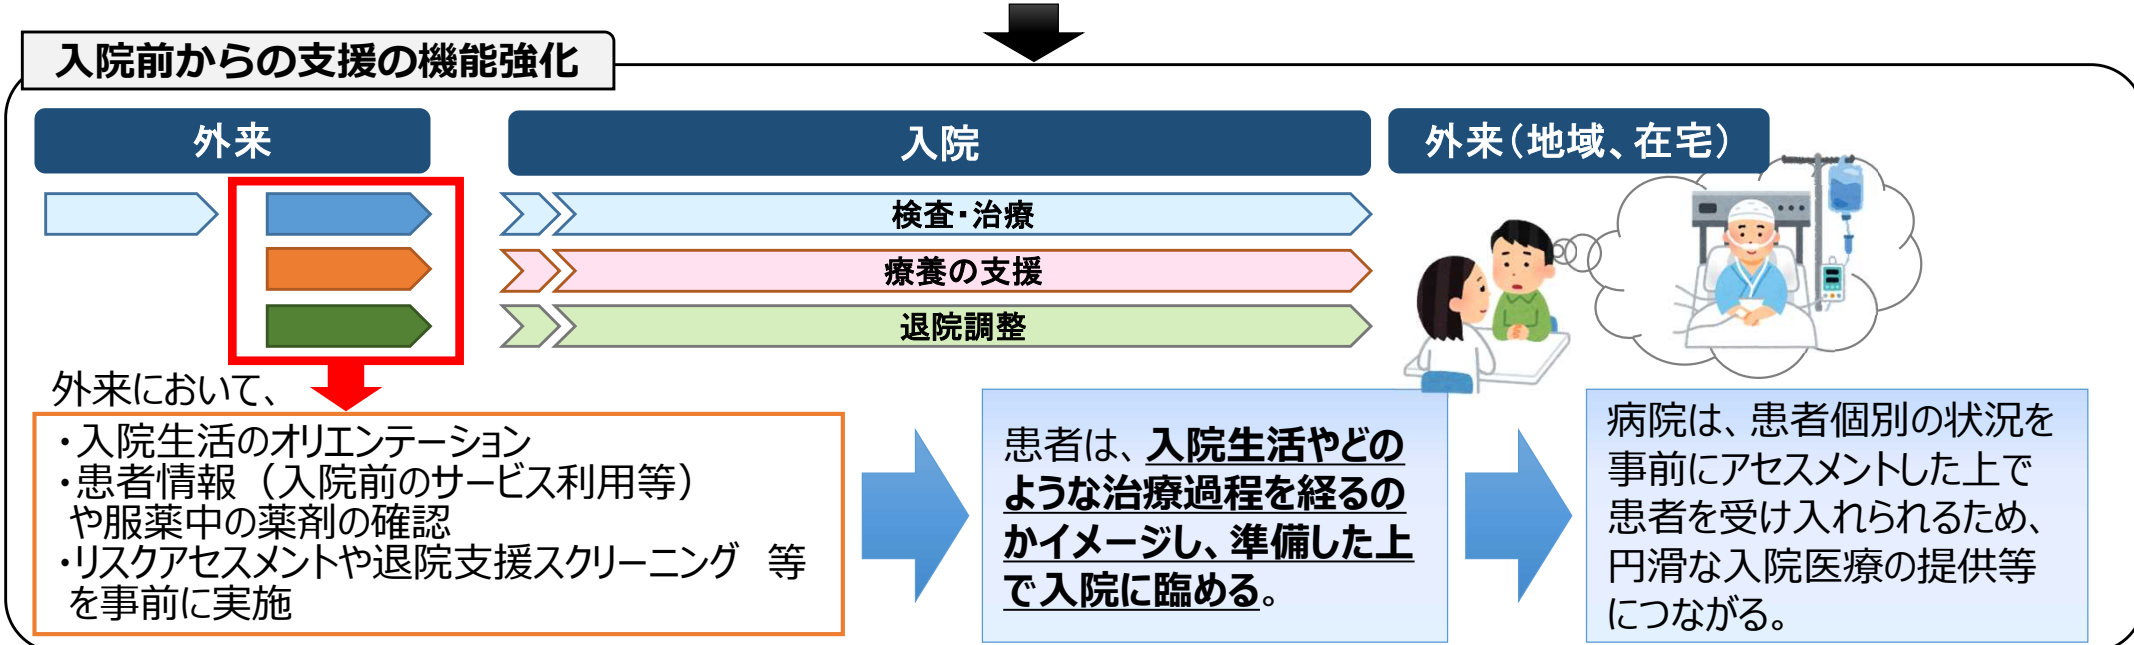 入院前からの支援の機能強化
外来
入院
外来（地域、在宅）
検査・治療
療養の支援
退院調整
外来において、
・入院生活のオリエンテーション
・患者情報（入院前のサービス利用等）
や服薬中の薬剤の確認
・リスクアセスメントや退院支援スクリーニング　等
を事前に実施
患者は、入院生活やどの
ような治療過程を経るの
かイメージし、準備した上
で入院に臨める。
病院は、患者個別の状況を
事前にアセスメントした上で
患者を受け入れられるため、
円滑な入院医療の提供等
につながる。